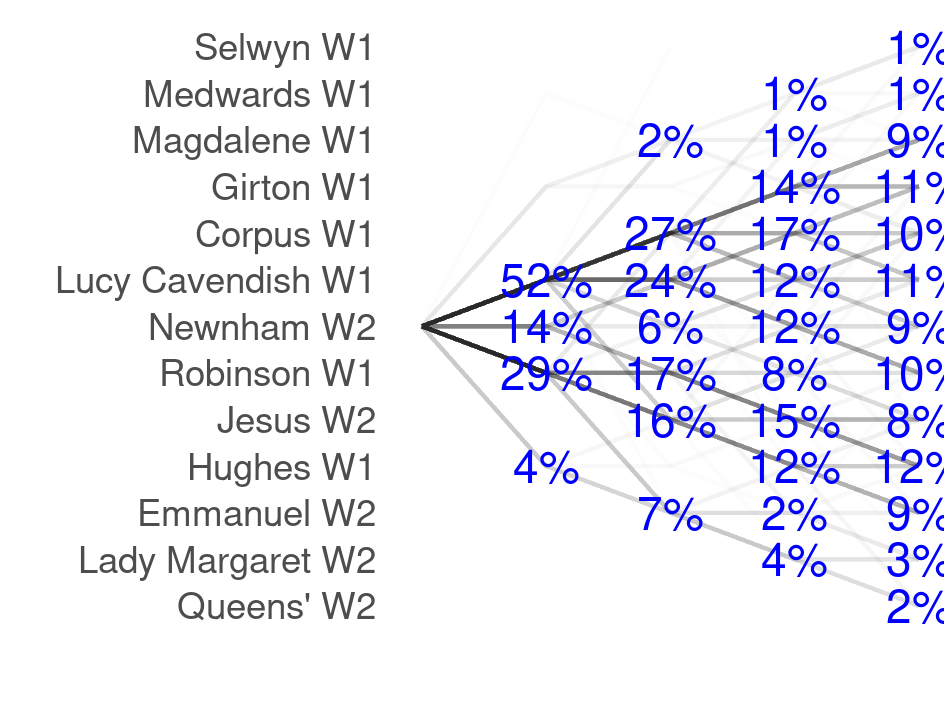 Selwyn W1 1%
Medwards W1 1% 1%
Magdalene W1 2% 1% 9%
Girton W1 14% 11%
Corpus W1 27% 17% 10%
Lucy Cavendish W1 52% 24% 12% 11%
Newnham W2 14% 6% 12% 9%
Robinson W1 29% 17% 8% 10%
Jesus W2 16% 15% 8%
Hughes W1 4% 12% 12%
Emmanuel W2 7% 2% 9%
Lady Margaret W2 4% 3%
Queens' W2 2%